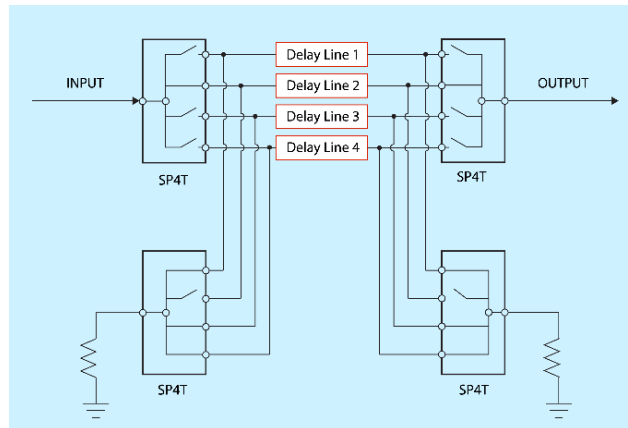 Delay Line 1
INPUT
Delay Line 2
OUTPUT
Delay Line 3
Delay Line 4
SP4T
SP4T
SP4T
SP4T